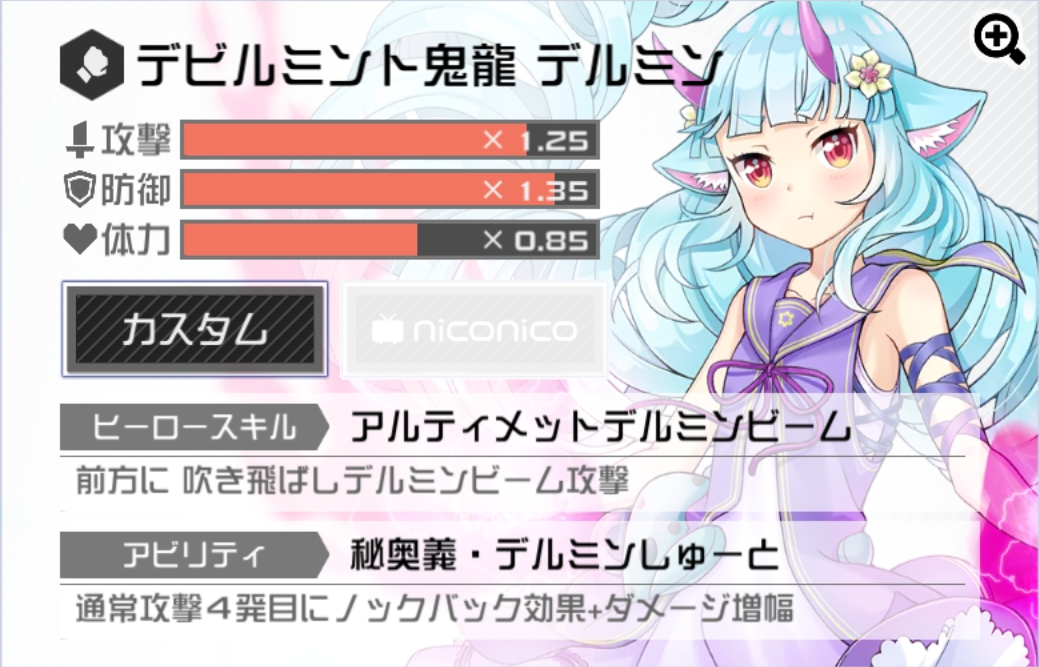 デビルミント鬼龍 デルミン
攻撃 × 1.25
防御 × 1.35
体力 × 0.85
カスタム niconico
ヒーロースキル アルティメットデルミンビーム
前方に 吹き飛ばしデルミンビーム攻撃
アビリティ 秘奥義・デルミンしゅーと
通常攻撃4発目にノックバック効果+ダメージ増幅